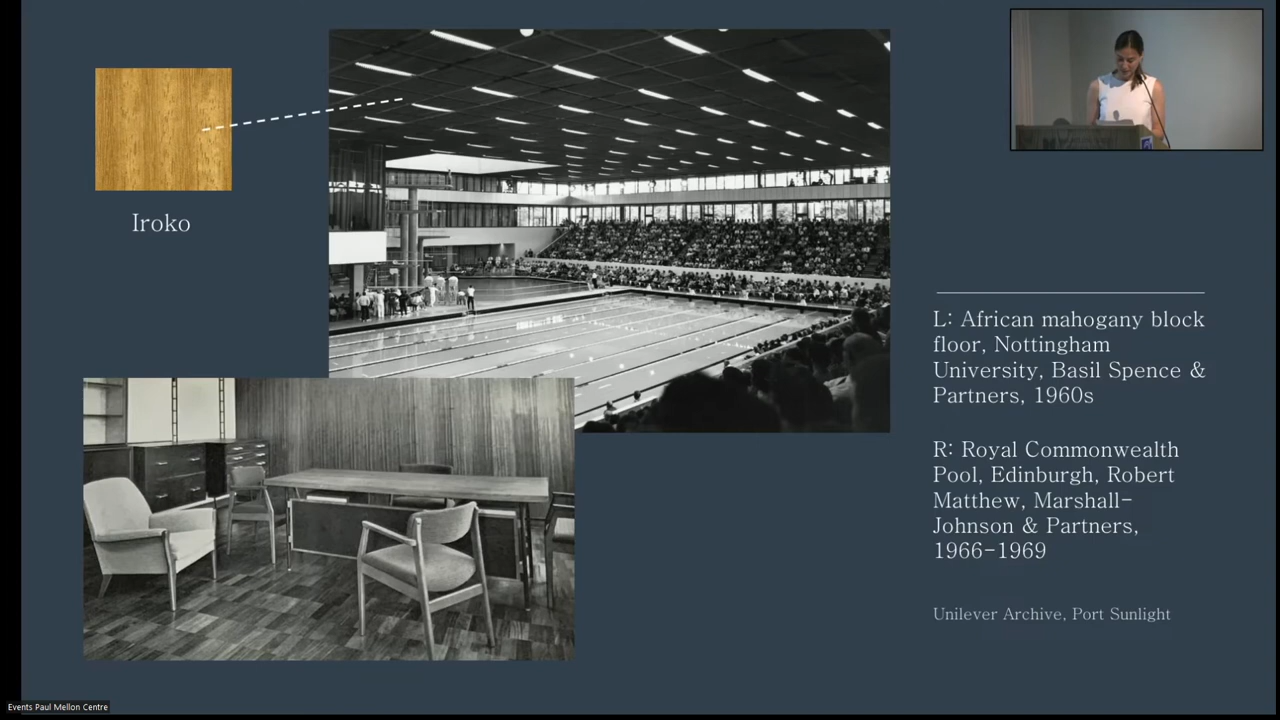 Iroko
L: African mahogany block
floor, Nottingham
University, Basil Spence &
Partners, 1960s
R: Royal Commonwealth
Pool, Edinburgh, Robert
Matthew, Marshall-
Johnson & Partners,
1966-1969
Unilever Archive, Port Sunlight
Events Paul Mellon Centre